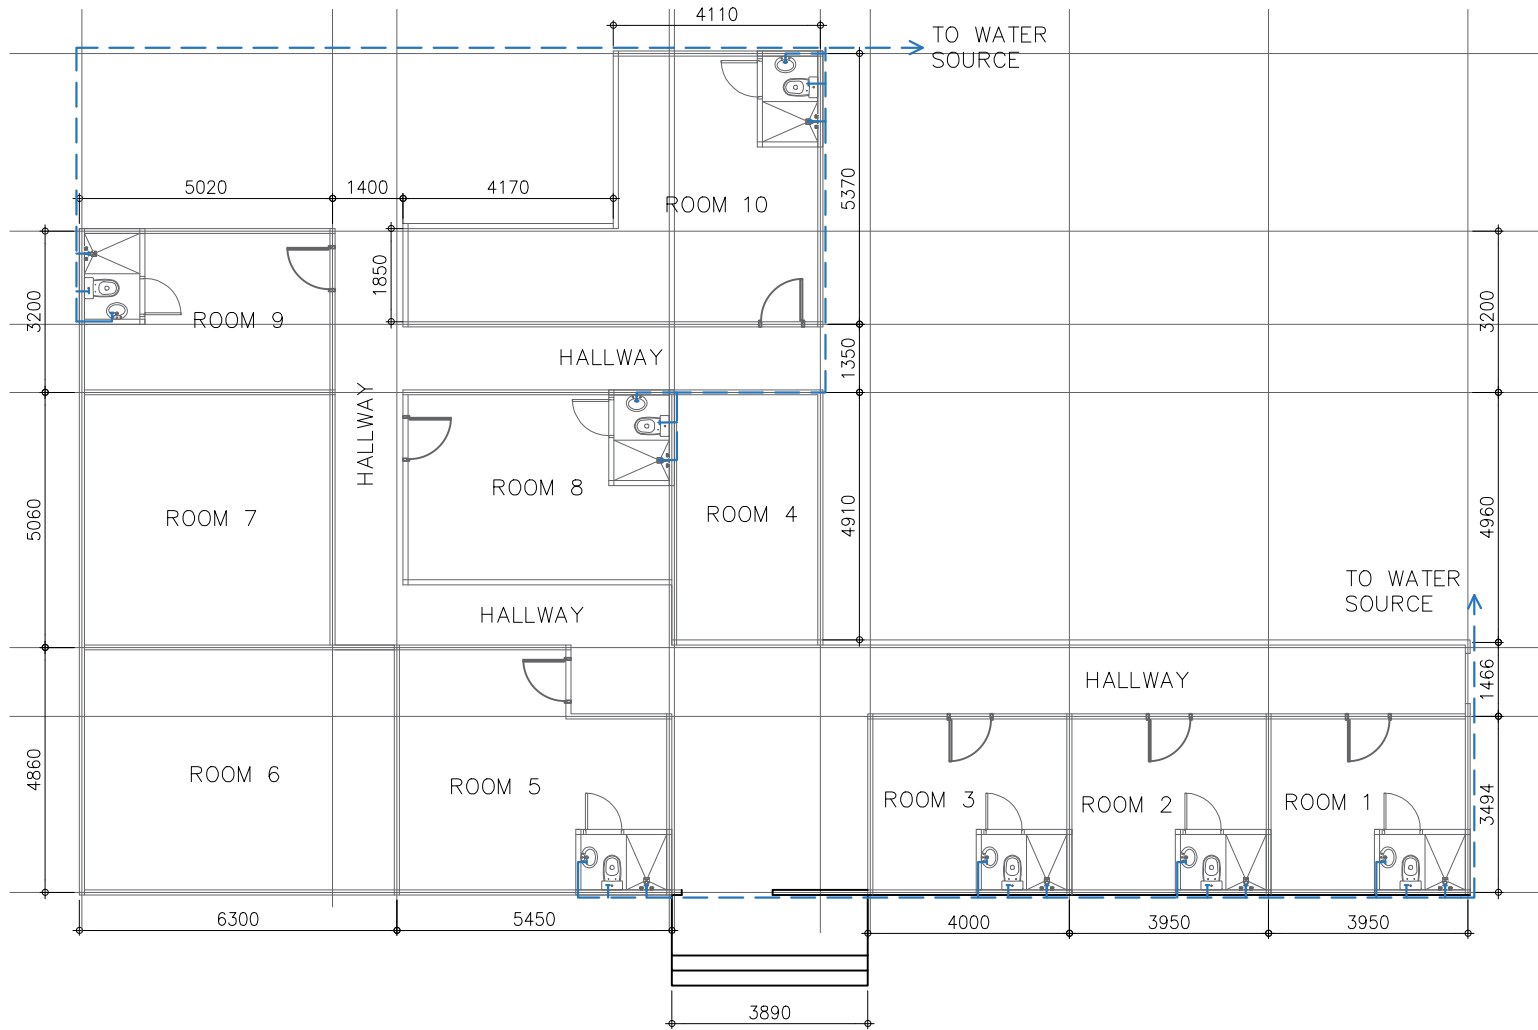 4110
TO WATER
SOURCE
5020
1400
4170
ROOM 10
5370
1850
3200
ROOM 9
3200
HALLWAY
1350
HALLWAY
ROOM 8
ROOM 7
ROOM 4
5060
4910
4960
TO WATER
SOURCE
HALLWAY
HALLWAY
1466
ROOM 6
ROOM 5
4860
ROOM 3
ROOM 2
ROOM 1
3494
6300
5450
4000
3950
3950
3890